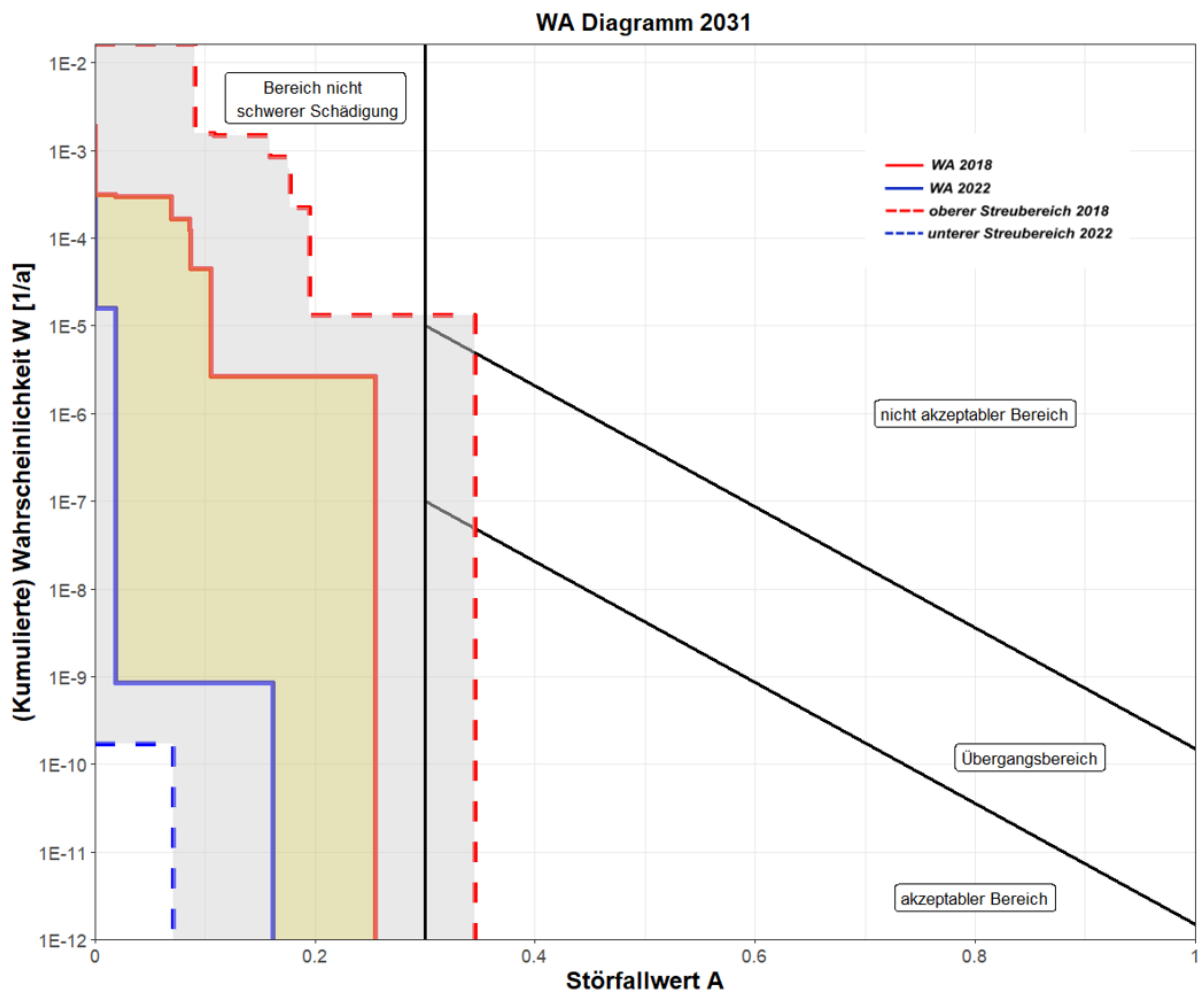 WA Diagramm 2031
(Kumulierte) Wahrscheinlichkeit W [1/a]
1E-2
1E-3
1E-4
1E-5
1E-6
1E-7
1E-8
1E-9
1E-10
1E-11
1E-12
Bereich nicht
schwerer Schädigung
WA 2018
WA 2022
oberer Streubereich 2018
unterer Streubereich 2022
nicht akzeptabler Bereich
Übergangsbereich
akzeptabler Bereich
0
0.2
0.4
0.6
0.8
1
Störfallwert A